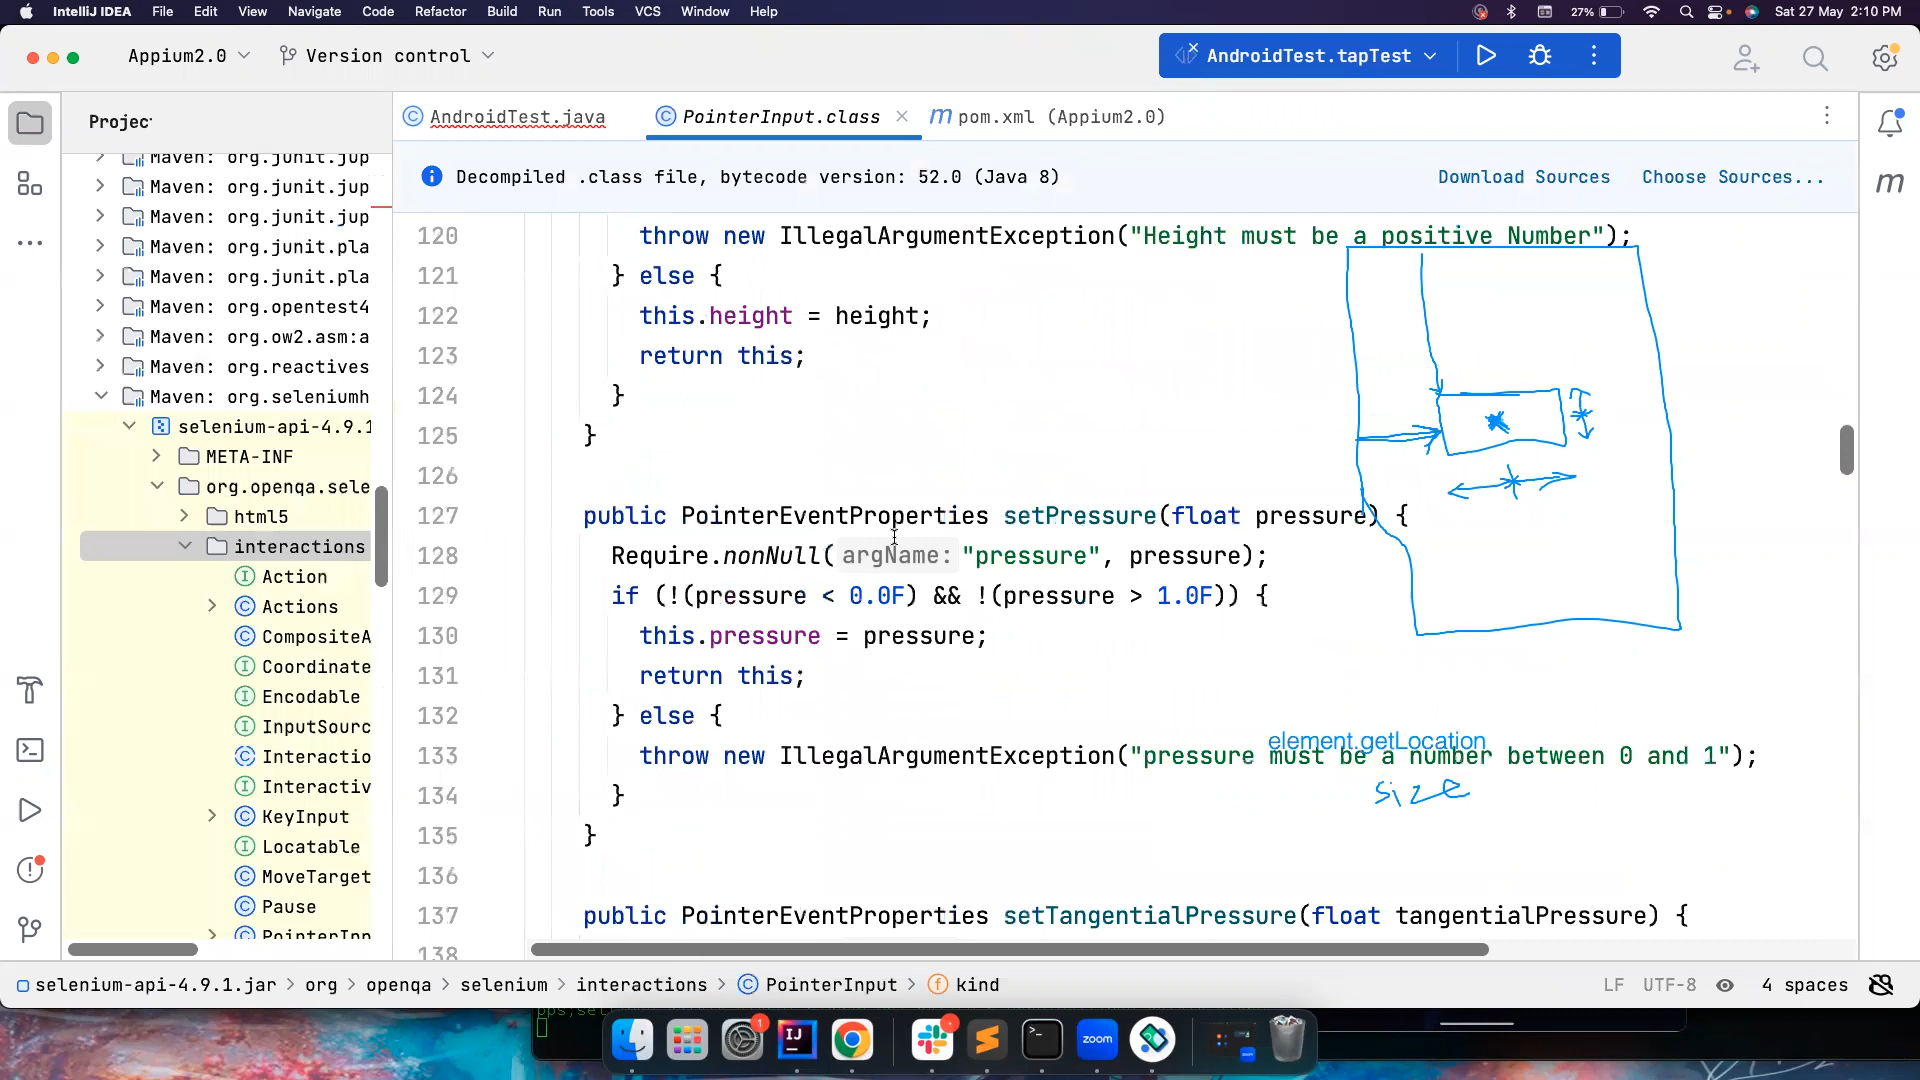 IntelliJ IDEA File Edit View Navigate Code Refactor Build Run Tools VCS Window Help 27% Sat 27 May 2:10 PM
Appium2.0 Version control AndroidTest.tapTest
Project AndroidTest.java PointerInput.class pom.xml (Appium2.0)
Decompiled .class file, bytecode version: 52.0 (Java 8) Download Sources Choose Sources...
Maven: org.junit.jup
Maven: org.junit.jup
Maven: org.junit.jup
Maven: org.junit.pla
Maven: org.junit.pla
Maven: org.opentest4
Maven: org.ow2.asm:a
Maven: org.reactives
Maven: org.seleniumh
selenium-api-4.9.1
META-INF
org.openqa.sele
html5
interactions
Action
Actions
CompositeA
Coordinate
Encodable
InputSourc
Interactio
Interactiv
KeyInput
Locatable
MoveTarget
Pause
PointerInp
120 throw new IllegalArgumentException("Height must be a positive Number");
121 } else {
122 this.height = height;
123 return this;
124 }
125 }
126
127 public PointerEventProperties setPressure(float pressure) {
128 Require.nonNull( argName: "pressure", pressure);
129 if (!(pressure < 0.0F) && !(pressure > 1.0F)) {
130 this.pressure = pressure;
131 return this;
132 } else {
element.getLocation
133 throw new IllegalArgumentException("pressure must be a number between 0 and 1");
134 }
size
135 }
136
137 public PointerEventProperties setTangentialPressure(float tangentialPressure) {
138
selenium-api-4.9.1.jar > org > openqa > selenium > interactions > PointerInput > kind LF UTF-8 4 spaces
zoom